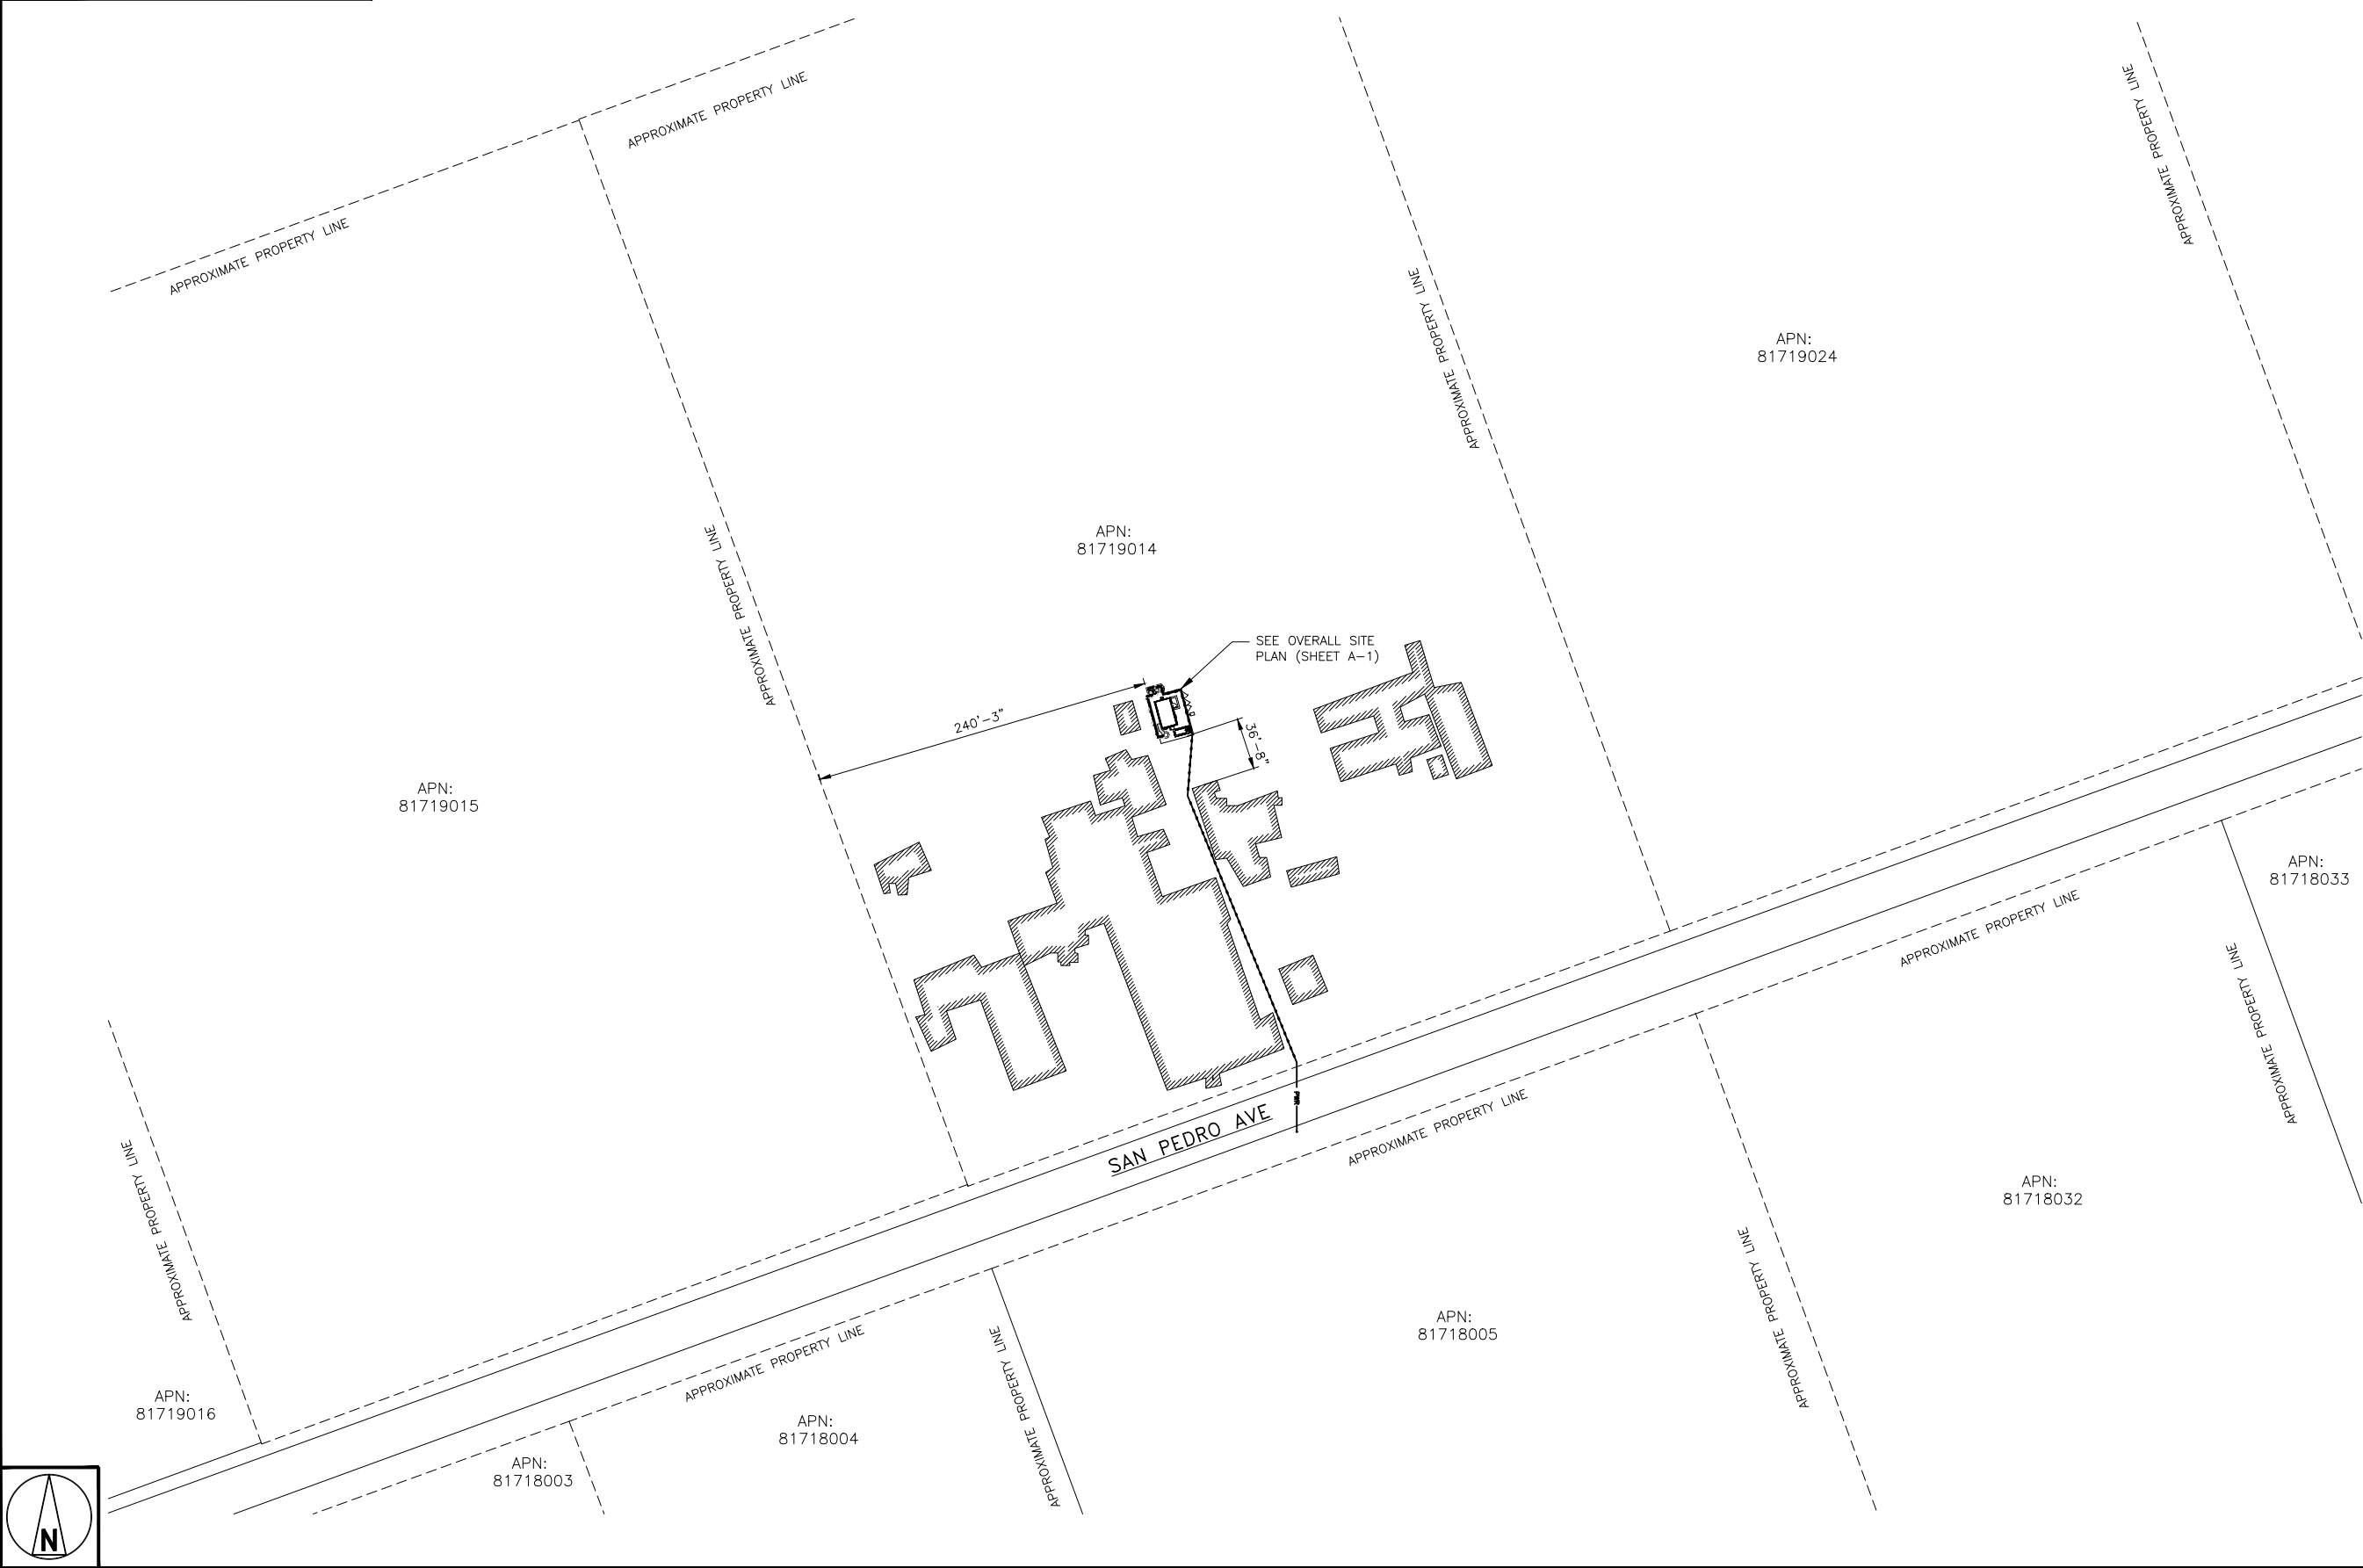 APPROXIMATE PROPERTY LINE
APPROXIMATE PROPERTY LINE
APPROXIMATE PROPERTY LINE
APPROXIMATE PROPERTY LINE
APN:
81719024
APPROXIMATE PROPERTY LINE
APN:
81719014
SEE OVERALL SITE
PLAN (SHEET A-1)
240'-3"
36'-8"
APN:
81719015
APN:
81718033
APPROXIMATE PROPERTY LINE
APPROXIMATE PROPERTY LINE
PWR
SAN PEDRO AVE
APPROXIMATE PROPERTY LINE
APPROXIMATE PROPERTY LINE
APN:
81718032
APPROXIMATE PROPERTY LINE
APN:
81718005
APPROXIMATE PROPERTY LINE
APPROXIMATE PROPERTY LINE
APN:
81719016
APN:
81718004
APN:
81718003
N